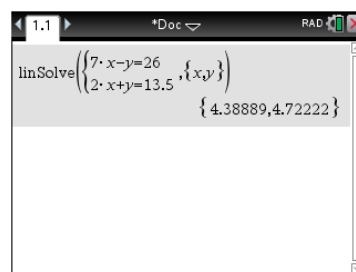 1.1 *Doc RAD
linSolve({7·x−y=26
2·x+y=13.5 ,{x,y})
{4.38889,4.72222}